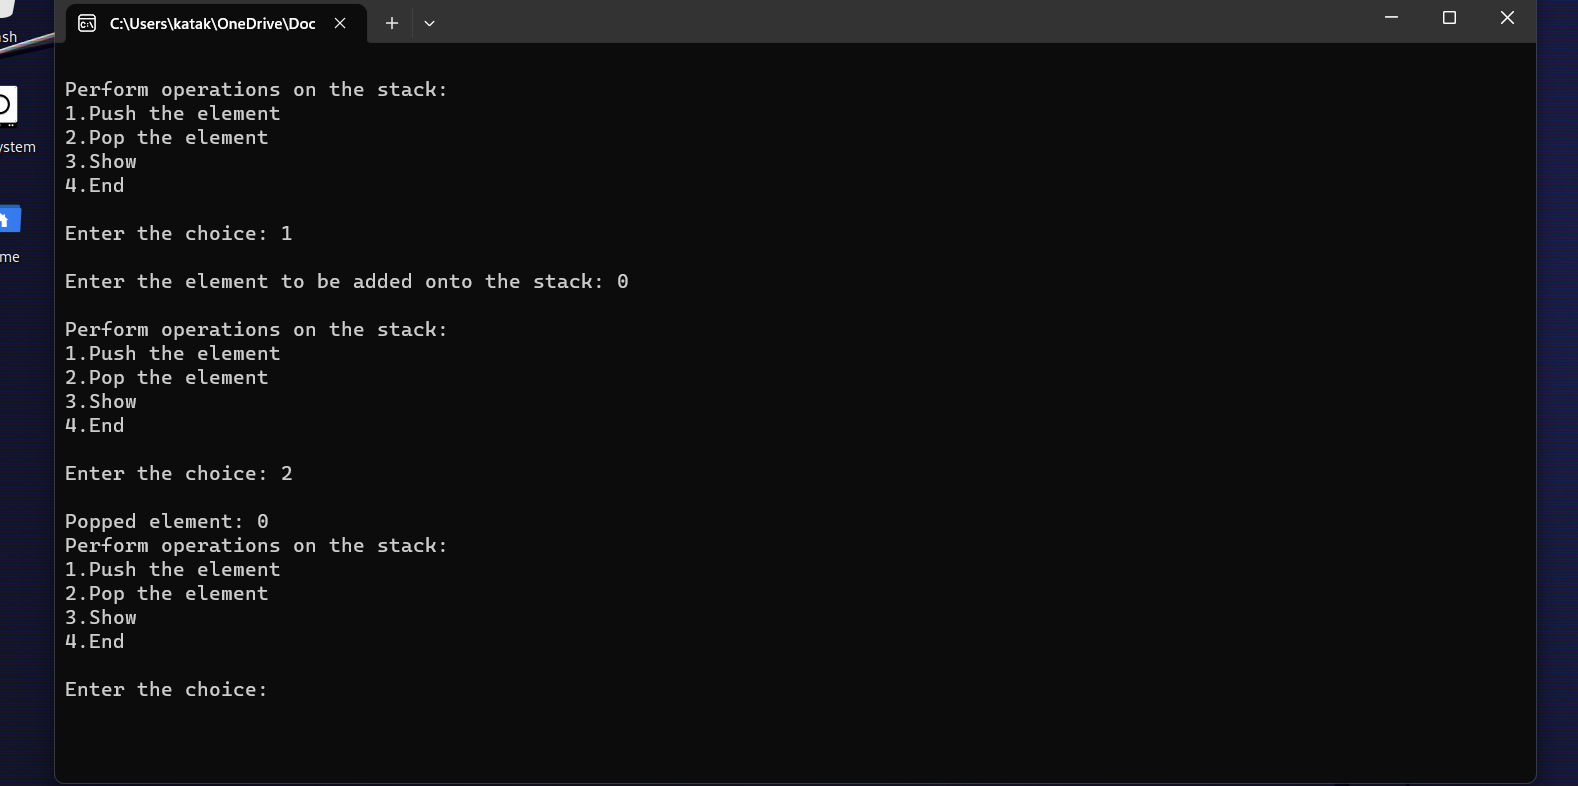 C:\Users\katak\OneDrive\Doc
Perform operations on the stack:
1.Push the element
2.Pop the element
3.Show
4.End
Enter the choice: 1
Enter the element to be added onto the stack: 0
Perform operations on the stack:
1.Push the element
2.Pop the element
3.Show
4.End
Enter the choice: 2
Popped element: 0
Perform operations on the stack:
1.Push the element
2.Pop the element
3.Show
4.End
Enter the choice:
sh
ystem
me